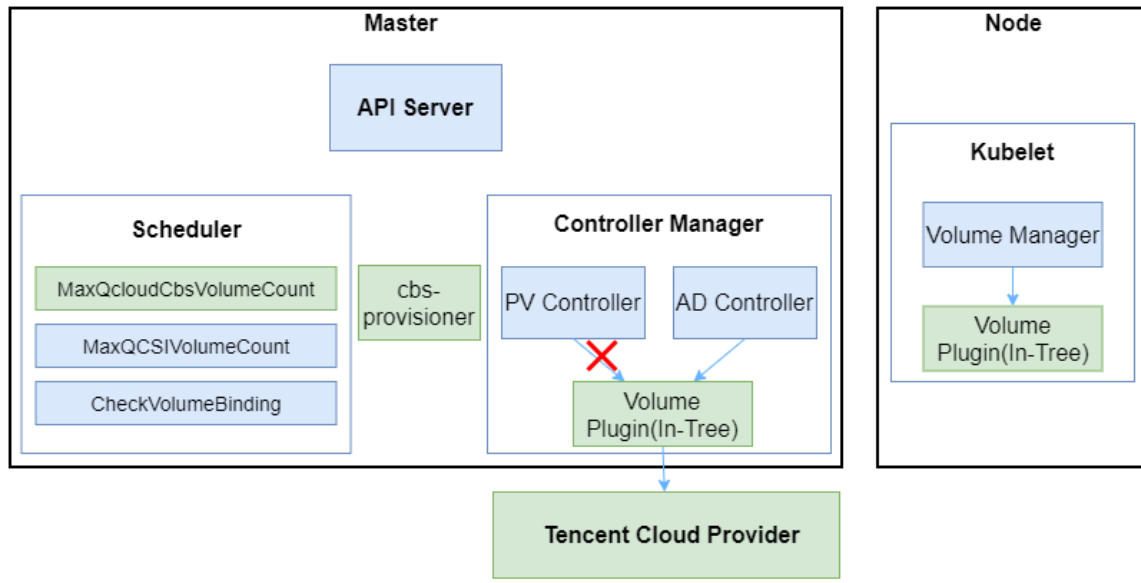 Master
Node
API Server
Kubelet
Scheduler
Controller Manager
Volume Manager
MaxQcloudCbsVolumeCount
cbs-
provisioner
PV Controller
AD Controller
MaxQCSIVolumeCount
Volume
Plugin(In-Tree)
CheckVolumeBinding
Volume
Plugin(In-Tree)
Tencent Cloud Provider